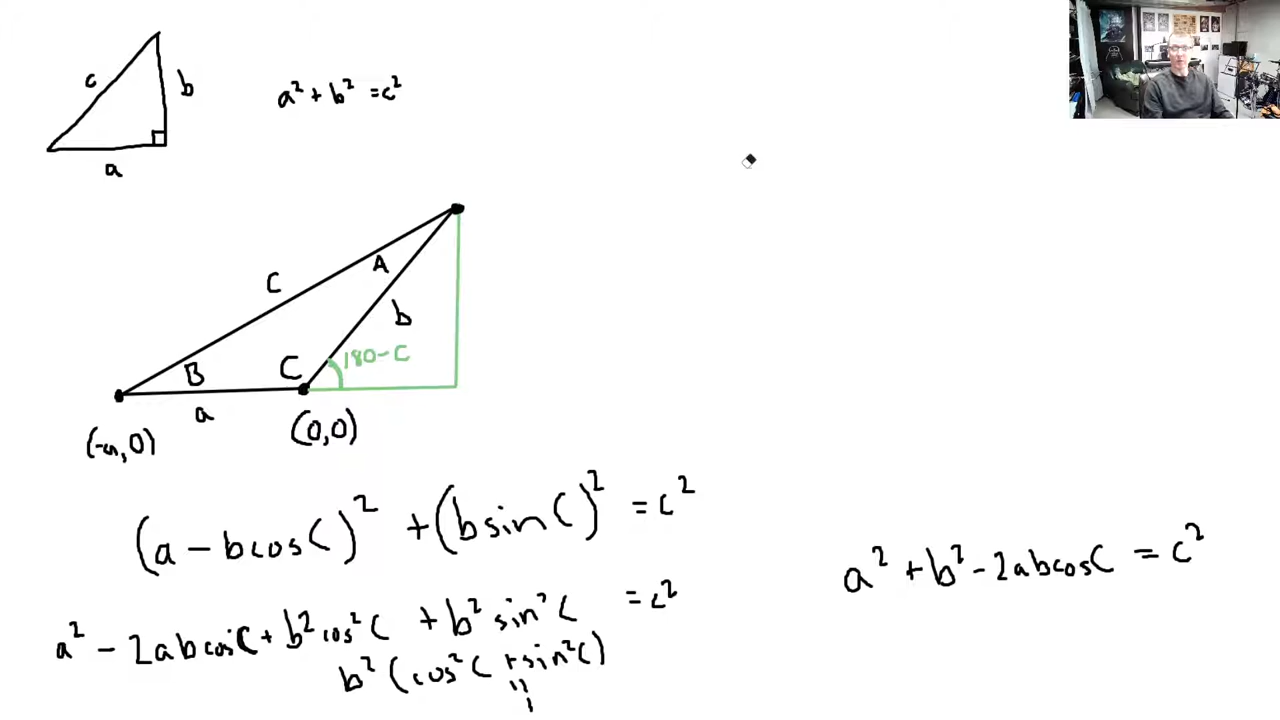 c
b
a
a² + b² = c²
A
C
b
180-C
B
C
a
(-a,0)
(0,0)
(a - bcosC)² + (bsinC)² = c²
a² + b² - 2abcosC = c²
a² - 2abcosC + b²cos²C + b²sin²C = c²
b²(cos²C + sin²C)
"
1